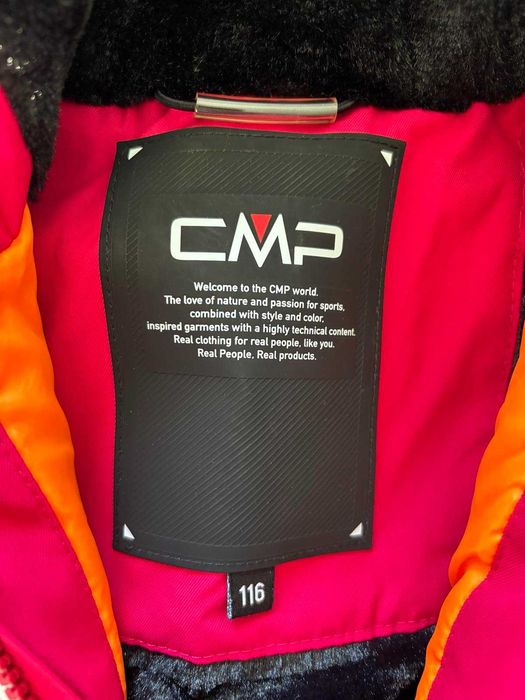 CMP
Welcome to the CMP world.
The love of nature and passion for sports,
combined with style and color,
inspired garments with a highly technical content.
Real clothing for real people, like you.
Real People, Real products.
116